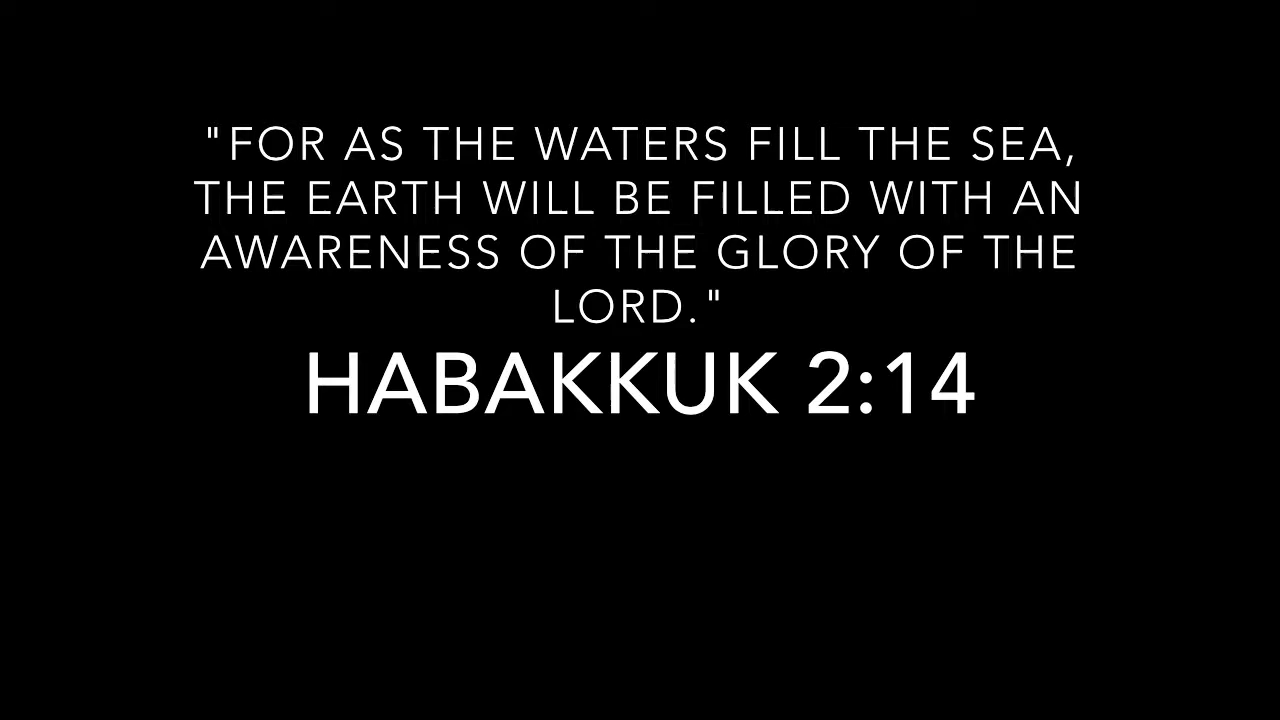 "FOR AS THE WATERS FILL THE SEA,
THE EARTH WILL BE FILLED WITH AN
AWARENESS OF THE GLORY OF THE
LORD."
HABAKKUK 2:14